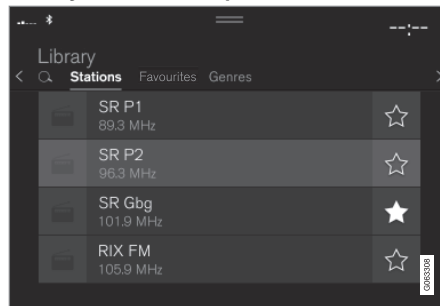 --:--
Library
Stations Favourites Genres
SR P1
89.3 MHz
SR P2
96.3 MHz
SR Gbg
101.9 MHz
RIX FM
105.9 MHz
G063308